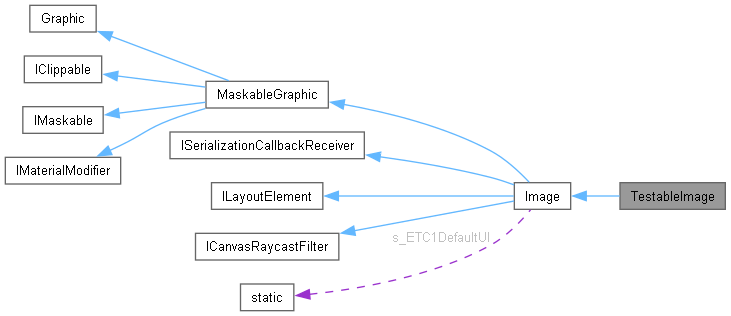 Graphic
IClippable
MaskableGraphic
IMaskable
ISerializationCallbackReceiver
IMaterialModifier
ILayoutElement
Image
TestableImage
ICanvasRaycastFilter
s_ETC1DefaultUI
static